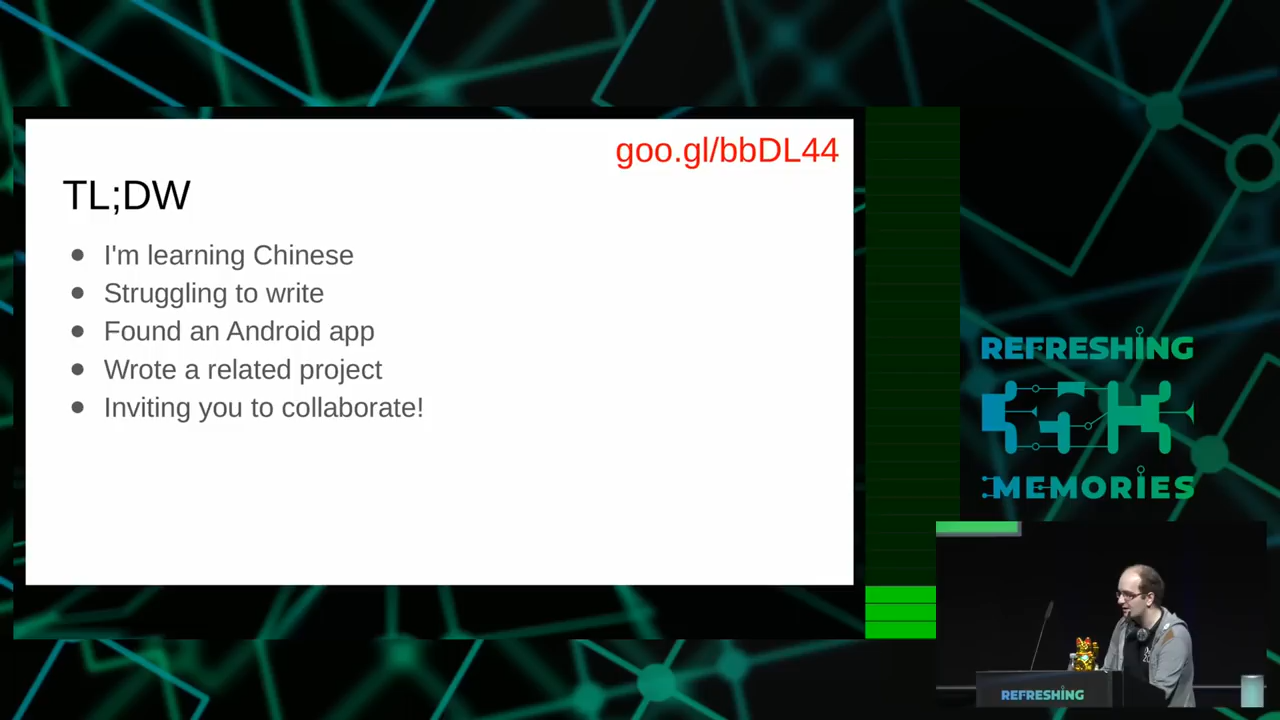 goo.gl/bbDL44
TL;DW
I'm learning Chinese
Struggling to write
Found an Android app
Wrote a related project
Inviting you to collaborate!
REFRESHING
35C3
MEMORIES
REFRESHING